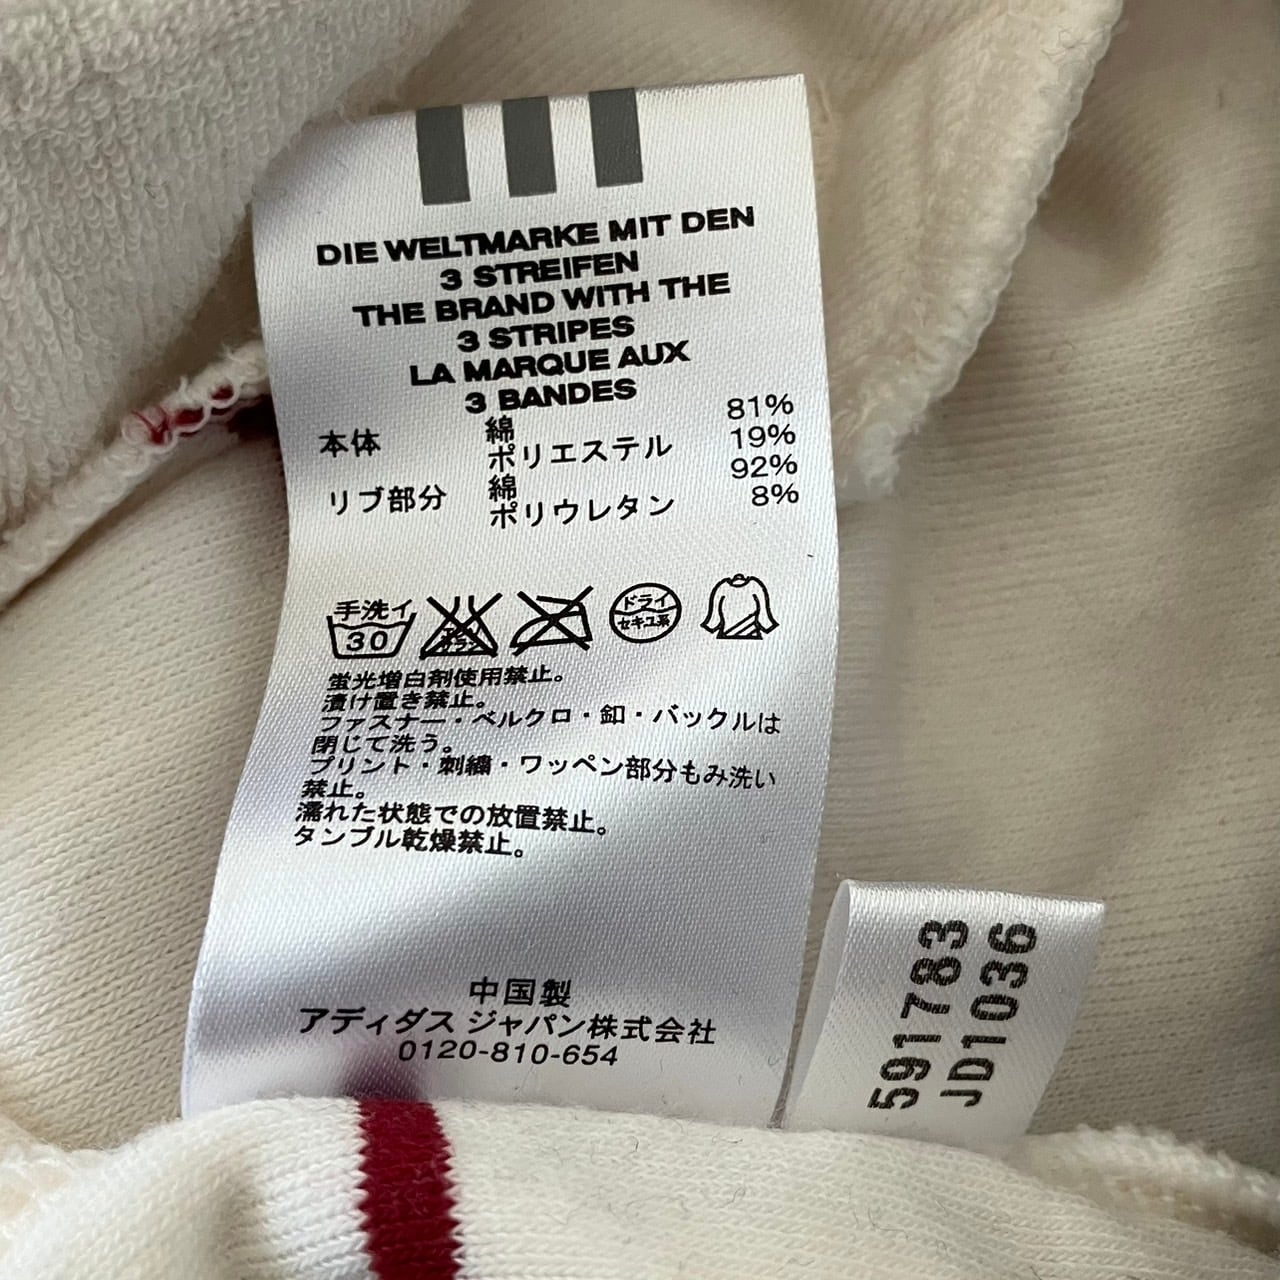 DIE WELTMARKE MIT DEN
3 STREIFEN
THE BRAND WITH THE
3 STRIPES
LA MARQUE AUX
3 BANDES
本体 綿 81%
ポリエステル 19%
リブ部分 綿 92%
ポリウレタン 8%
手洗イ
30
ドライ
セキユ系
蛍光増白剤使用禁止。
漬け置き禁止。
ファスナー・ベルクロ・釦・バックルは
閉じて洗う。
プリント・刺繍・ワッペン部分もみ洗い
禁止。
濡れた状態での放置禁止。
タンブル乾燥禁止。
中国製
アディダス ジャパン株式会社
0120-810-654
591783
JD1036